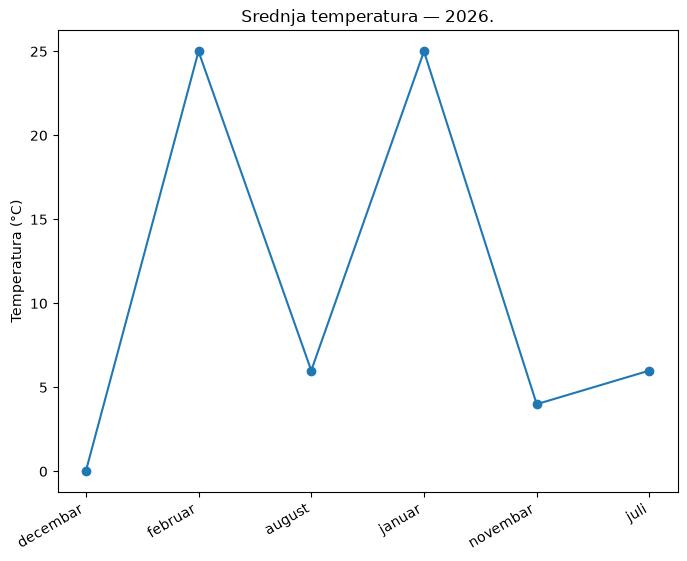 Srednja temperatura — 2026.
Temperatura (°C)
25
20
15
10
5
0
decembar
februar
august
januar
novembar
juli